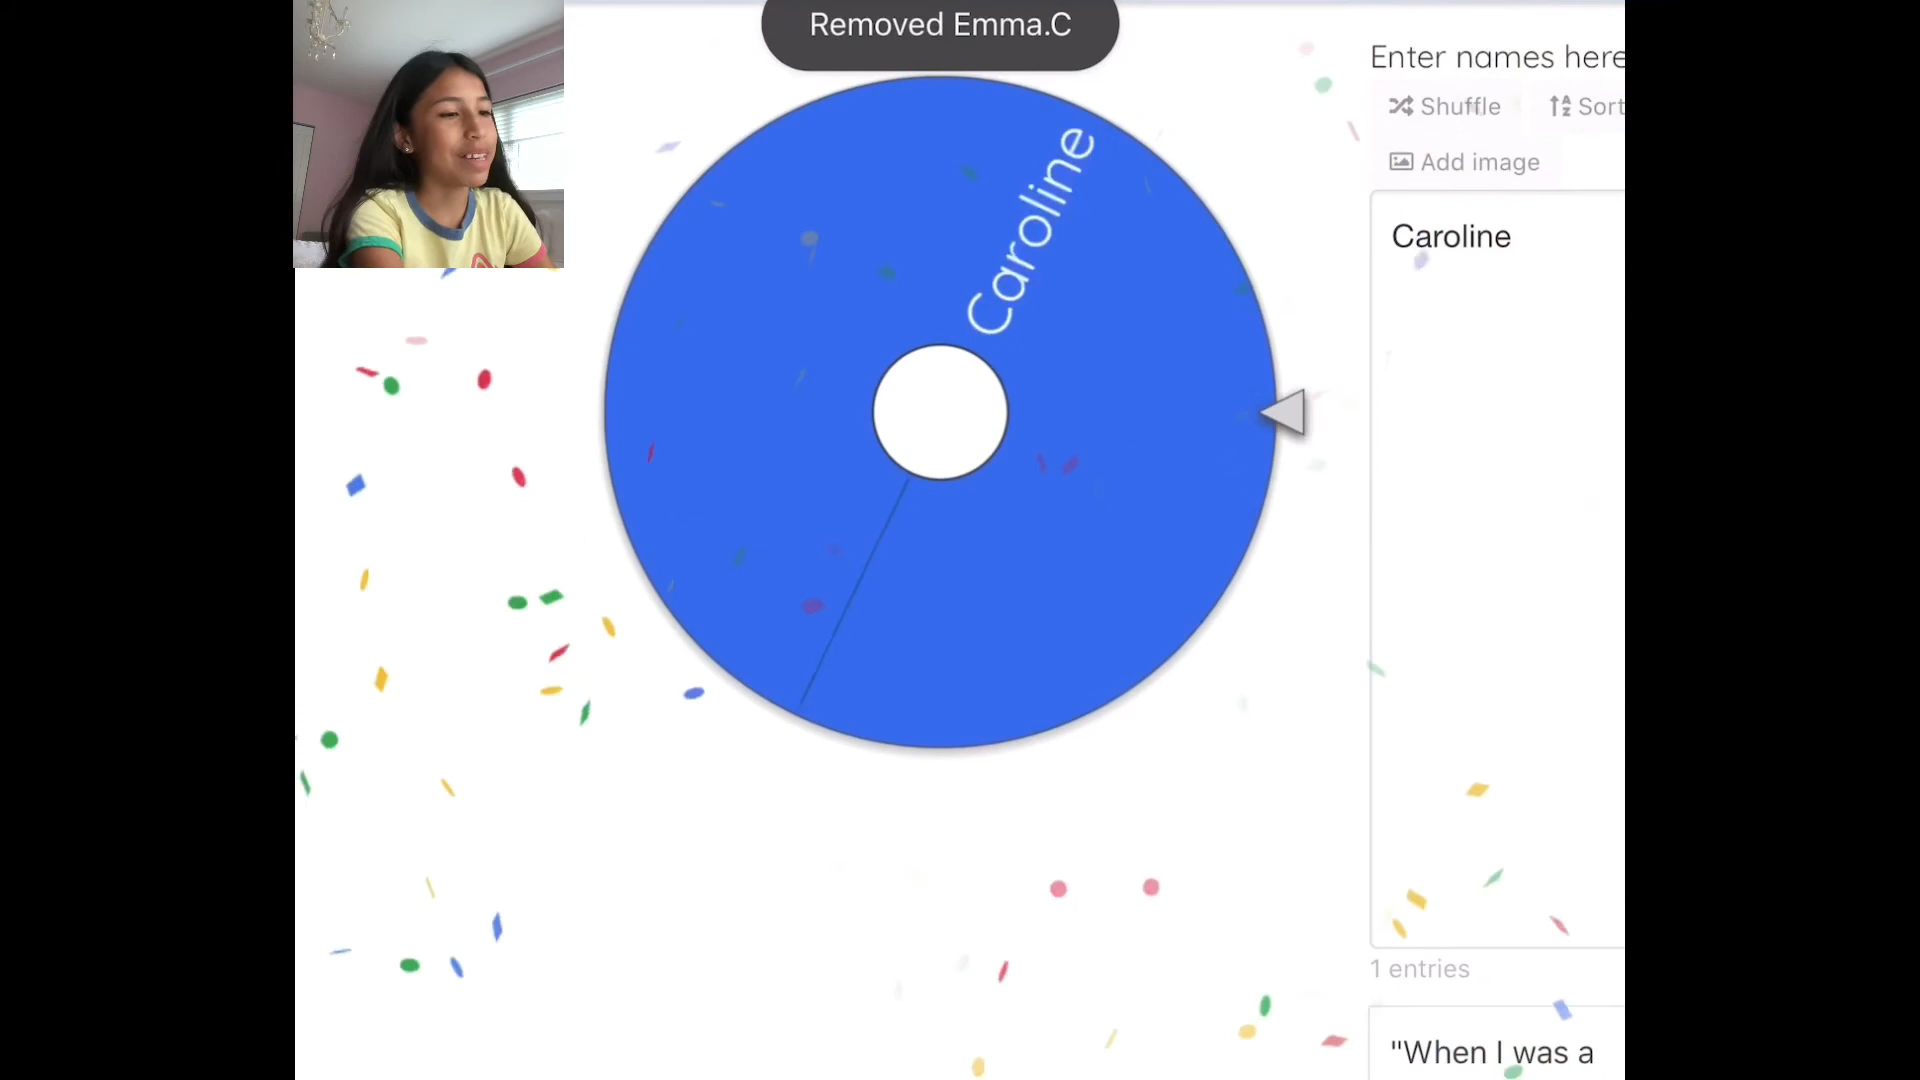 Removed Emma.C
Enter names here
Shuffle
Sort
Add image
Caroline
Caroline
1 entries
"When I was a